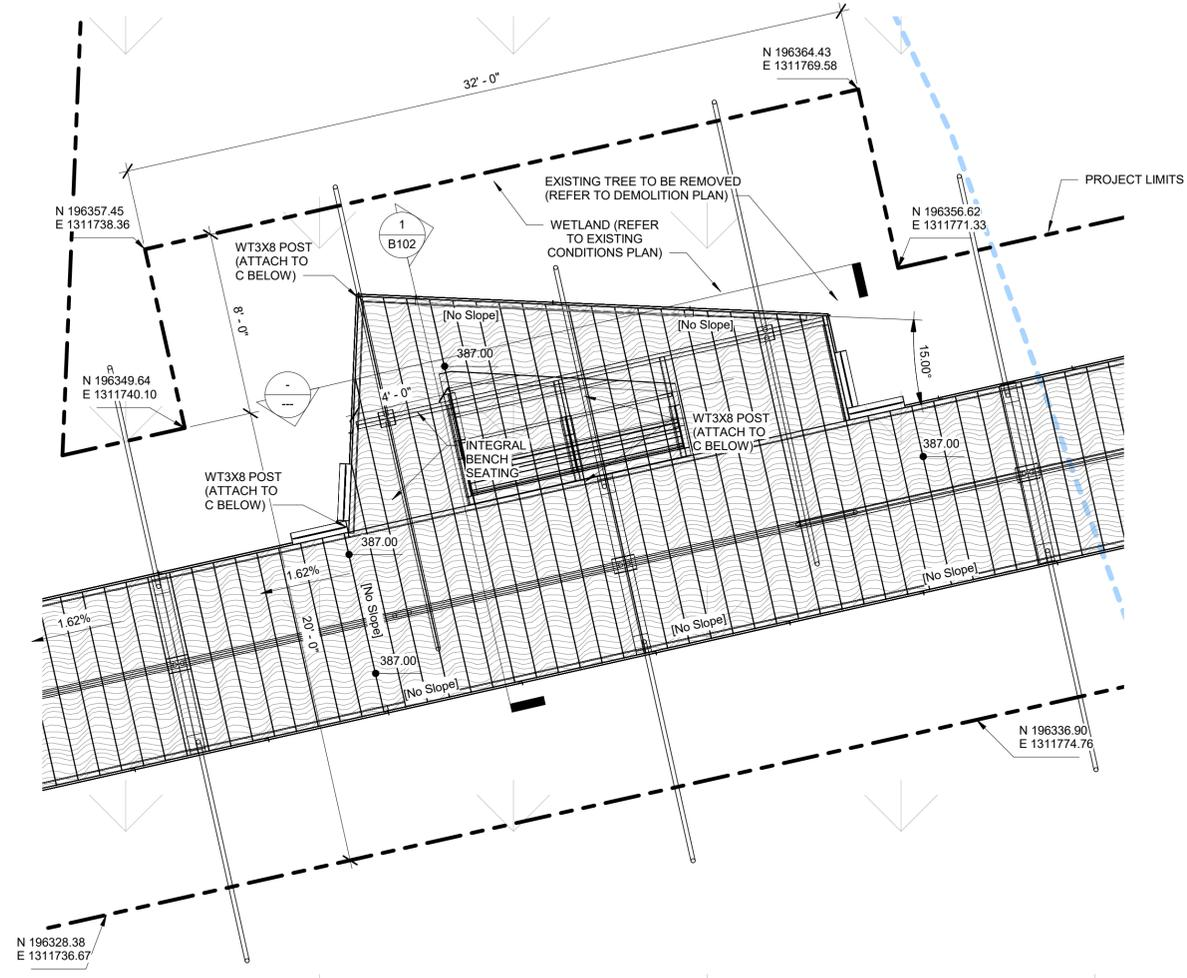 32' - 0"
N 196364.43
E 1311769.58
EXISTING TREE TO BE REMOVED
(REFER TO DEMOLITION PLAN)
PROJECT LIMITS
N 196357.45
E 1311738.36
1
B102
WETLAND (REFER
TO EXISTING
CONDITIONS PLAN)
N 196356.62
E 1311771.33
WT3X8 POST
(ATTACH TO
C BELOW)
[No Slope]
[No Slope]
8' - 0"
387.00
15.00°
N 196349.64
E 1311740.10
-
---
4' - 0"
WT3X8 POST
(ATTACH TO
C BELOW)
INTEGRAL
BENCH
SEATING
387.00
WT3X8 POST
(ATTACH TO
C BELOW)
387.00
1.62%
[No Slope]
[No Slope]
1.62%
20' - 0"
[No Slope]
387.00
[No Slope]
N 196336.90
E 1311774.76
N 196328.38
E 1311736.67